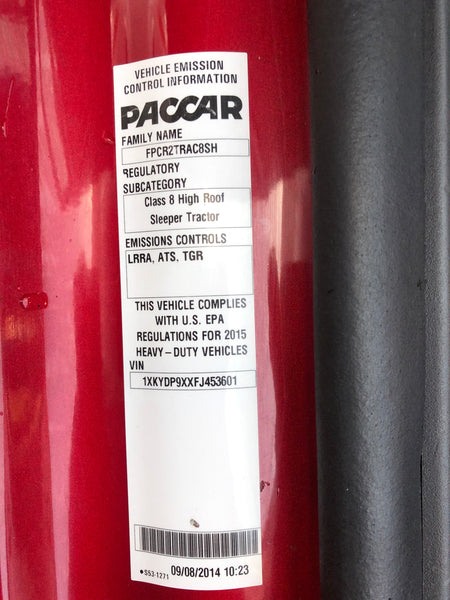 VEHICLE EMISSION
CONTROL INFORMATION
PACCAR
FAMILY NAME
FPCR2TRAC8SH
REGULATORY
SUBCATEGORY
Class 8 High Roof
Sleeper Tractor
EMISSIONS CONTROLS
LRRA, ATS, TGR
THIS VEHICLE COMPLIES
WITH U.S. EPA
REGULATIONS FOR 2015
HEAVY-DUTY VEHICLES
VIN
1XKYDP9XXFJ453601
•S53-1271 09/08/2014 10:23